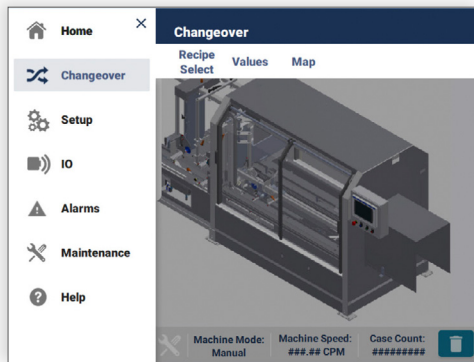 Home
Changeover
Setup
IO
Alarms
Maintenance
Help
Changeover
Recipe
Select
Values
Map
Machine Mode:
Manual
Machine Speed:
###.## CPM
Case Count:
#########